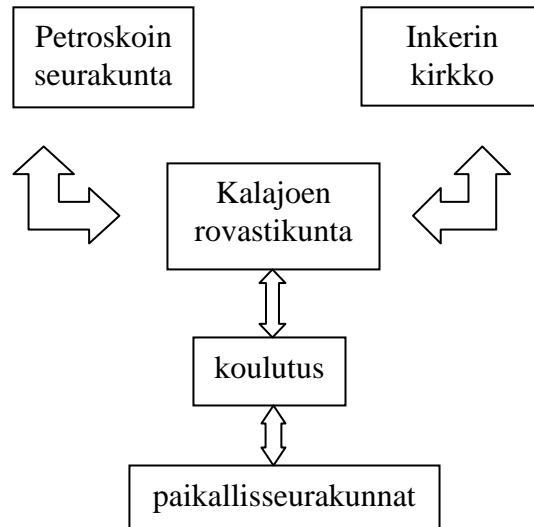 Petroskoin
seurakunta
Inkerin
kirkko
Kalajoen
rovastikunta
koulutus
paikallisseurakunnat